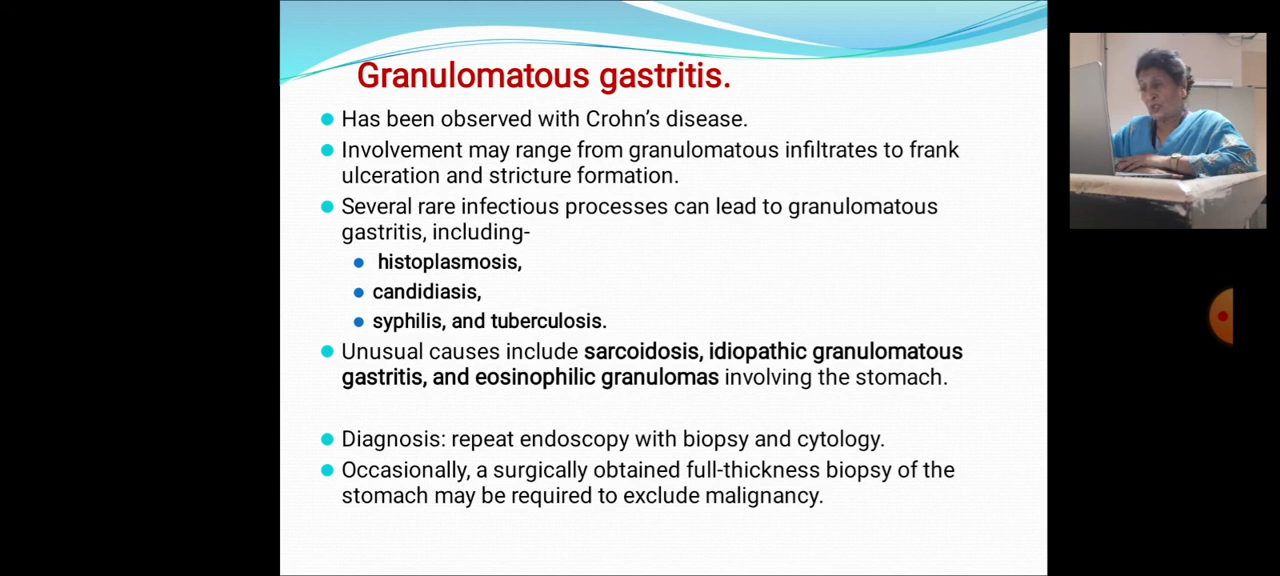 Granulomatous gastritis.
Has been observed with Crohn's disease.
Involvement may range from granulomatous infiltrates to frank
ulceration and stricture formation.
Several rare infectious processes can lead to granulomatous
gastritis, including-
histoplasmosis,
candidiasis,
syphilis, and tuberculosis.
Unusual causes include sarcoidosis, idiopathic granulomatous
gastritis, and eosinophilic granulomas involving the stomach.
Diagnosis: repeat endoscopy with biopsy and cytology.
Occasionally, a surgically obtained full-thickness biopsy of the
stomach may be required to exclude malignancy.